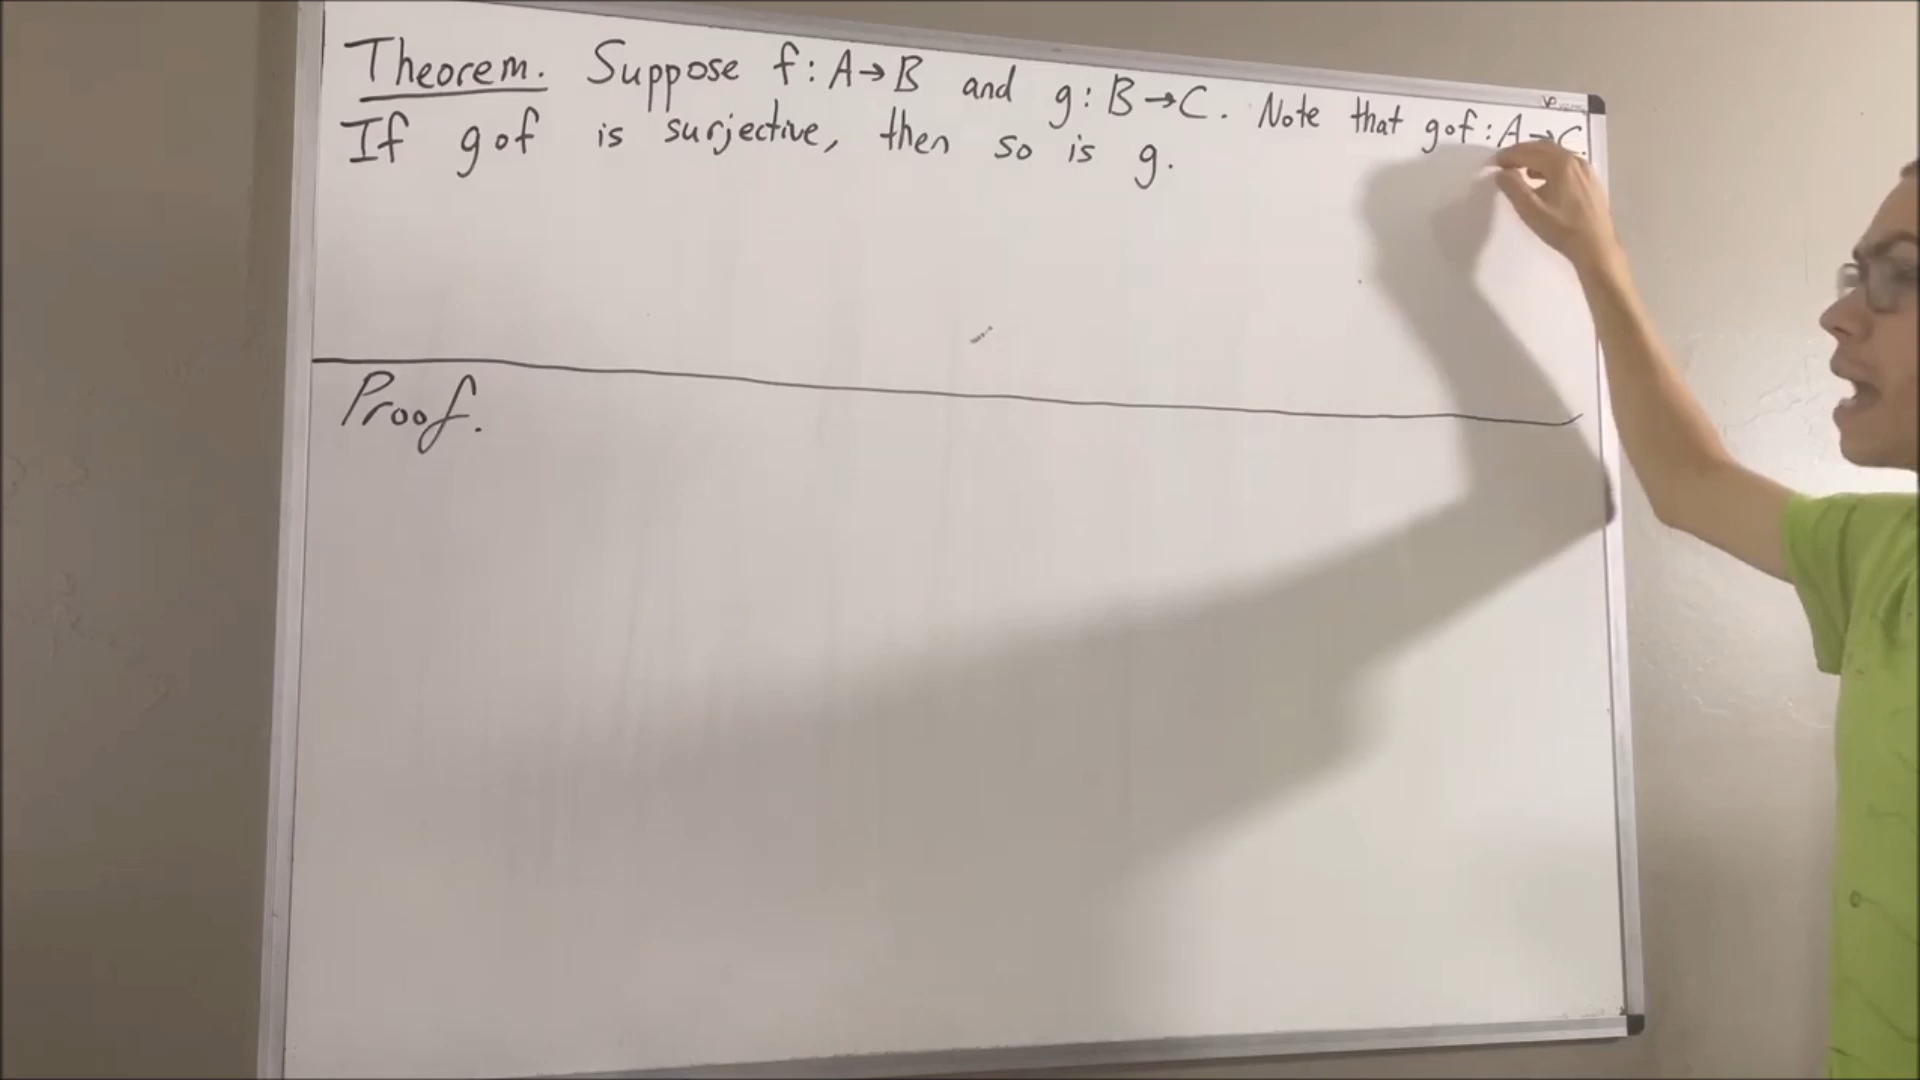 Theorem. Suppose f: A→B and g: B→C. Note that g∘f: A→C.
If g∘f is surjective, then so is g.
Proof.